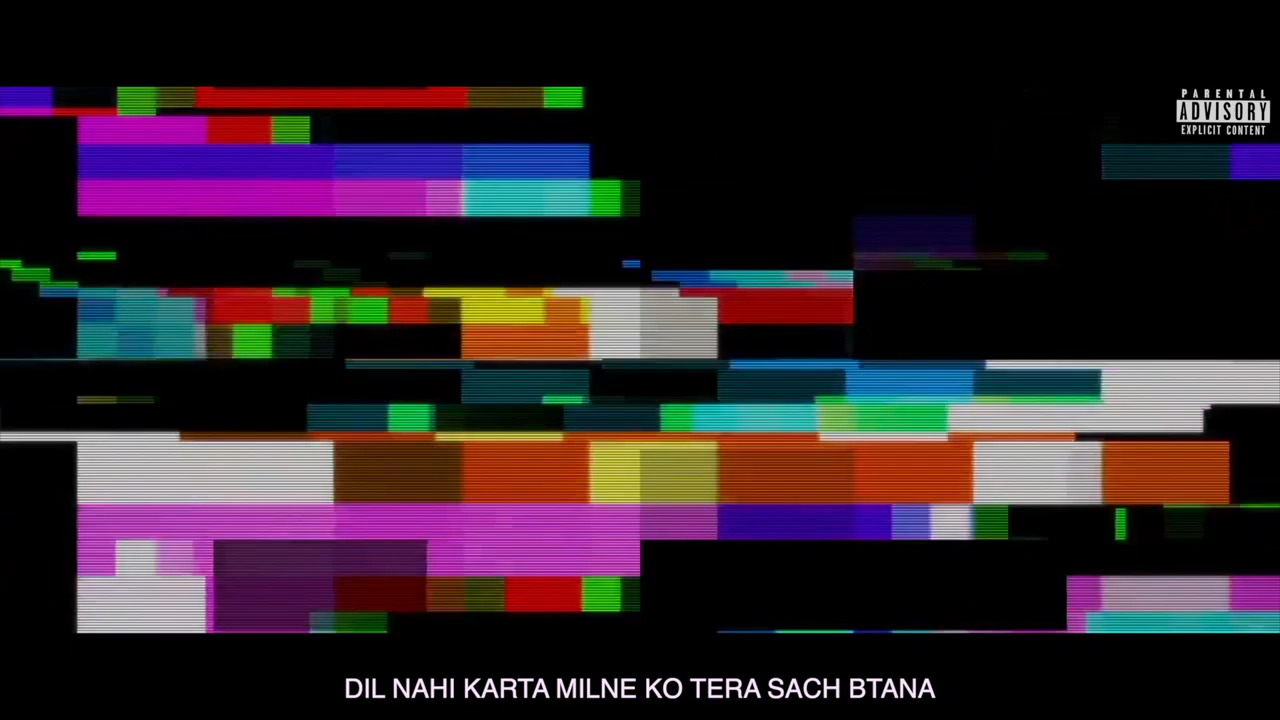 PARENTAL
ADVISORY
EXPLICIT CONTENT
DIL NAHI KARTA MILNE KO TERA SACH BTANA